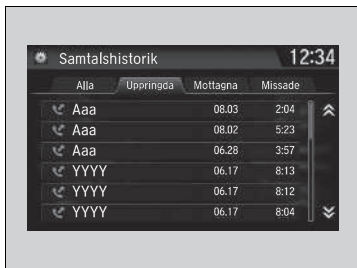 Samtalshistorik 12:34
Alla Uppringda Mottagna Missade
Aaa 08.03 2:04
Aaa 08.02 5:23
Aaa 06.28 3:57
YYYY 06.17 8:13
YYYY 06.17 8:12
YYYY 06.17 8:04